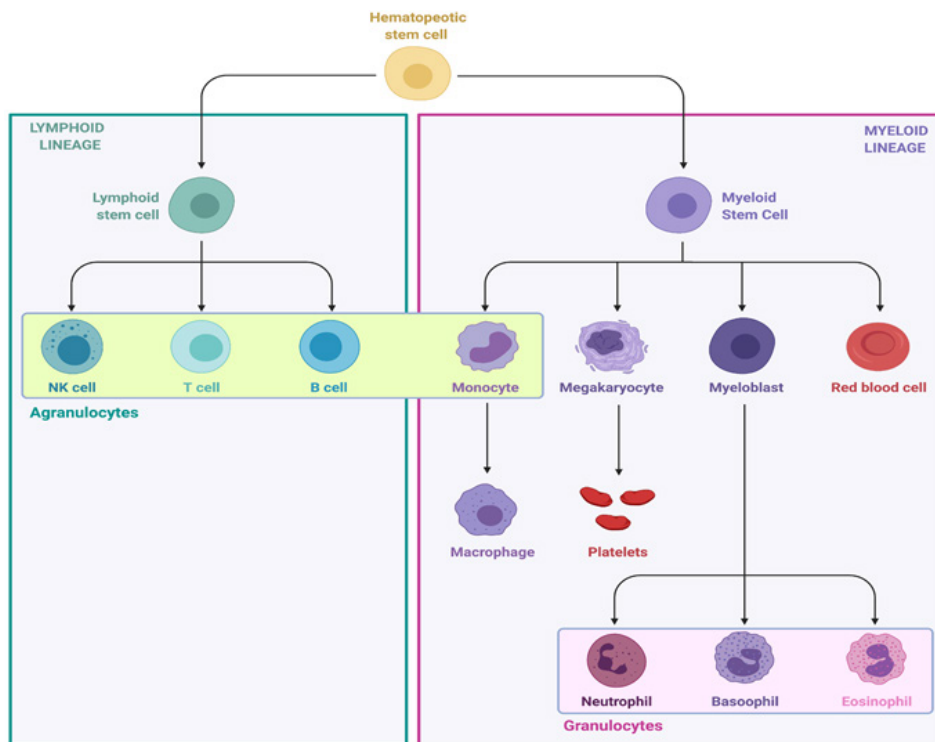 Hematopeotic
stem cell
LYMPHOID
LINEAGE
MYELOID
LINEAGE
Lymphoid
stem cell
Myeloid
Stem Cell
NK cell
T cell
B cell
Monocyte
Megakaryocyte
Myeloblast
Red blood cell
Agranulocytes
Macrophage
Platelets
Neutrophil
Basoophil
Eosinophil
Granulocytes